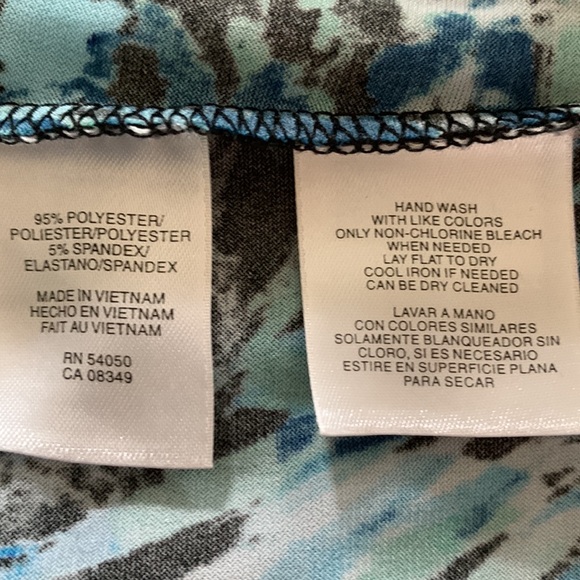 95% POLYESTER/
POLIESTER/POLYESTER
5% SPANDEX/
ELASTANO/SPANDEX
MADE IN VIETNAM
HECHO EN VIETNAM
FAIT AU VIETNAM
RN 54050
CA 08349
HAND WASH
WITH LIKE COLORS
ONLY NON-CHLORINE BLEACH
WHEN NEEDED
LAY FLAT TO DRY
COOL IRON IF NEEDED
CAN BE DRY CLEANED
LAVAR A MANO
CON COLORES SIMILARES
SOLAMENTE BLANQUEADOR SIN
CLORO, SI ES NECESARIO
ESTIRE EN SUPERFICIE PLANA
PARA SECAR